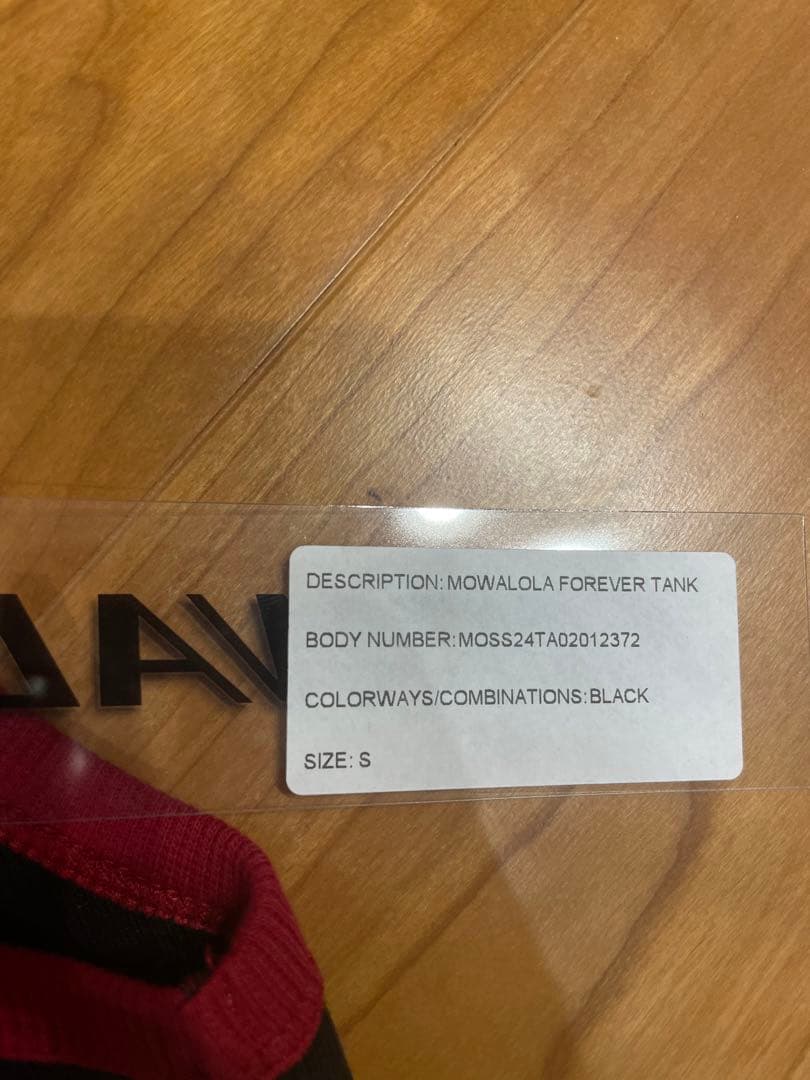 DESCRIPTION: MOWALOLA FOREVER TANK
BODY NUMBER: MOSS24TA02012372
COLORWAYS/COMBINATIONS: BLACK
SIZE: S